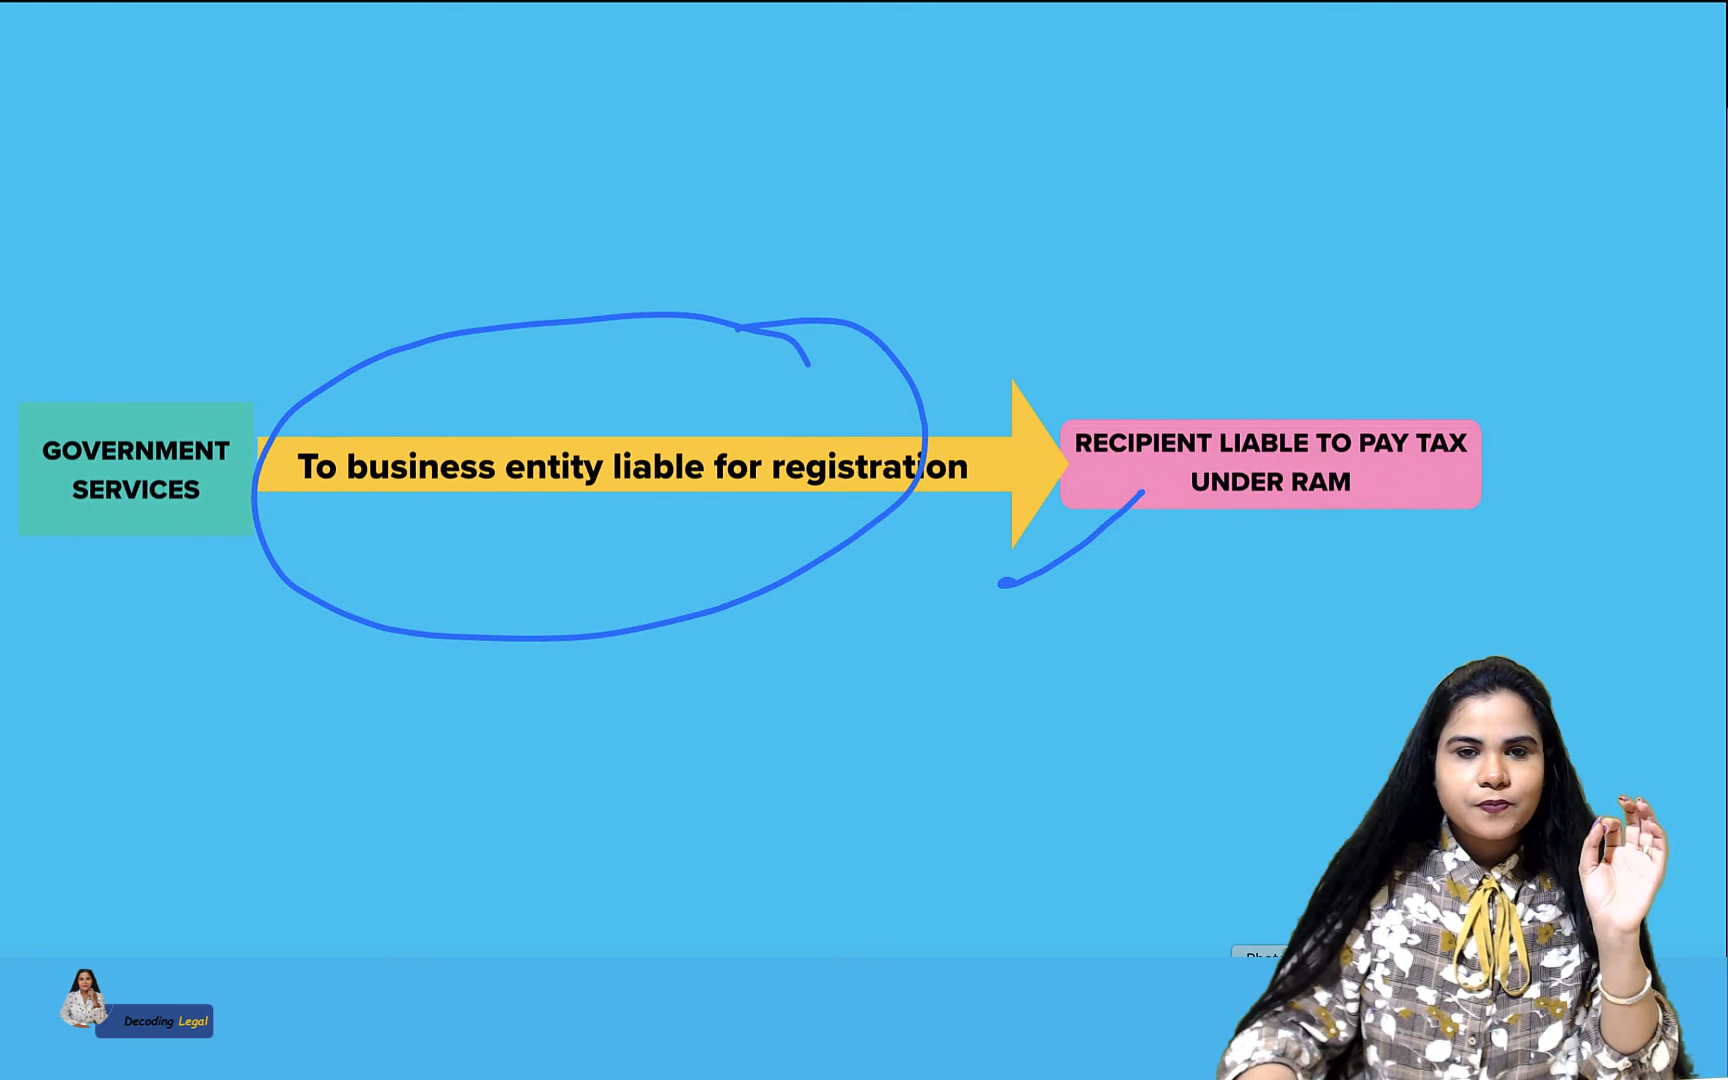 GOVERNMENT
SERVICES
To business entity liable for registration
RECIPIENT LIABLE TO PAY TAX
UNDER RAM
Decoding Legal